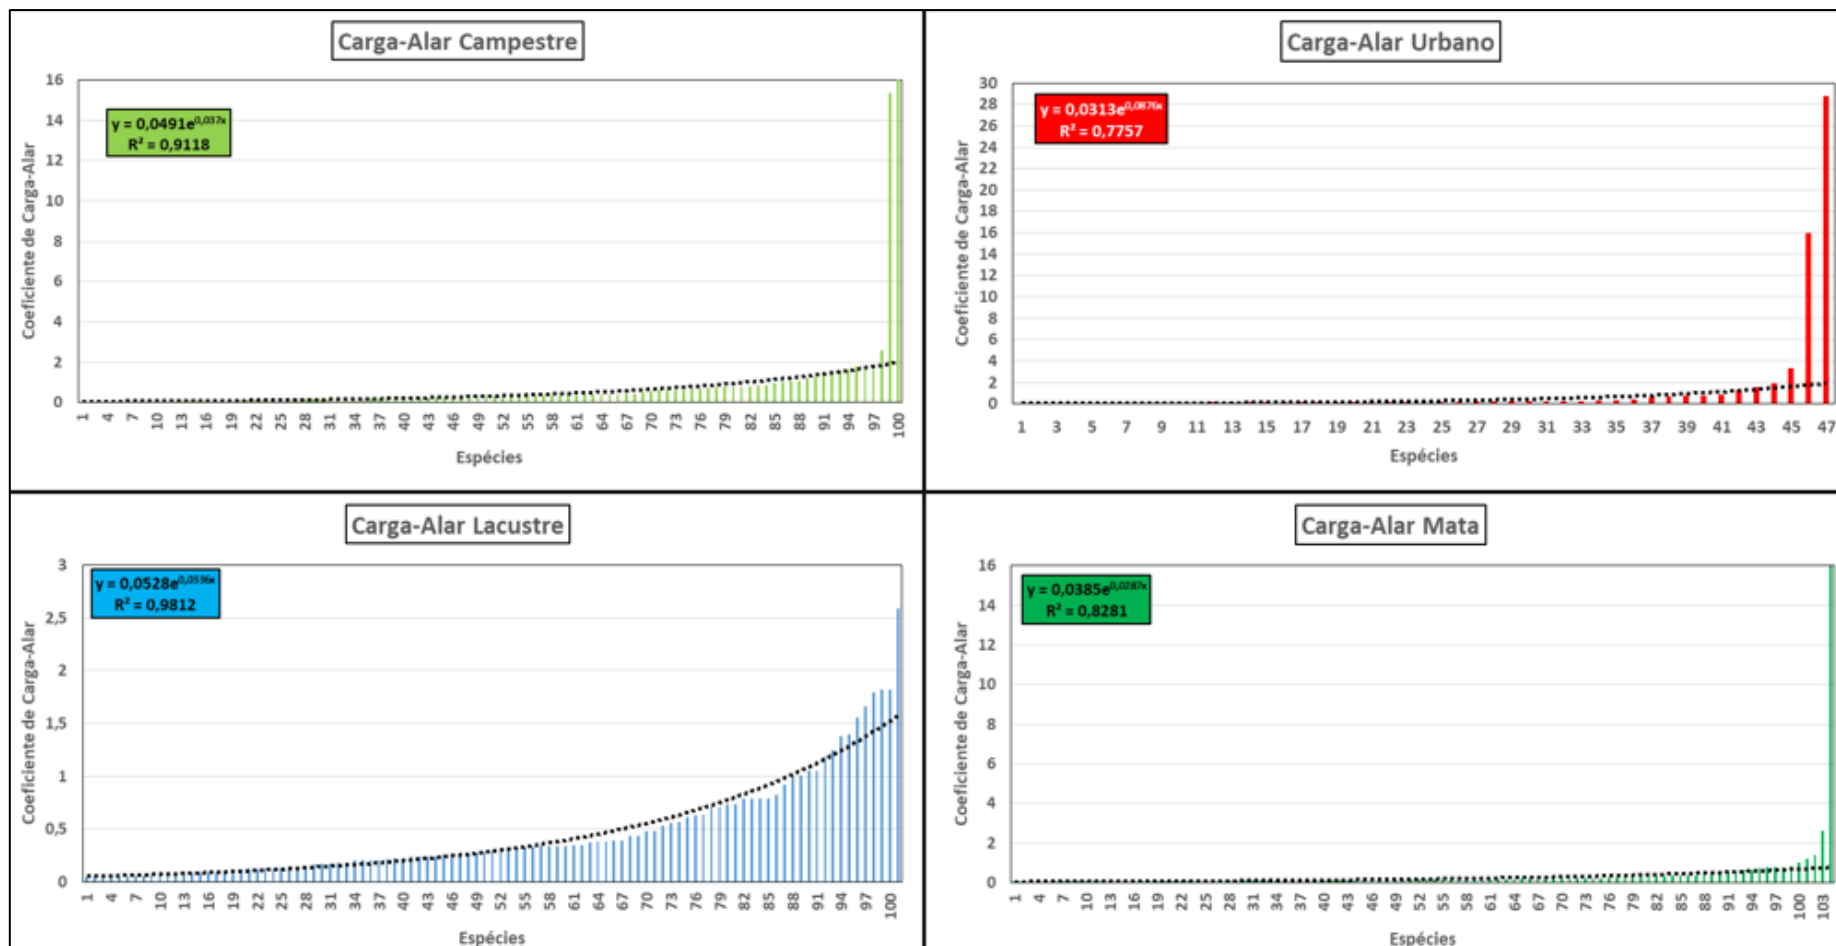 Carga-Alar Campestre
Coeficiente de Carga-Alar
16
14
12
10
8
6
4
2
0
y = 0,0491e^0,037x
R² = 0,9118
1 4 7 10 13 16 19 22 25 28 31 34 37 40 43 46 49 52 55 58 61 64 67 70 73 76 79 82 85 88 91 94 97 100
Espécies
Carga-Alar Urbano
Coeficiente de Carga-Alar
30
28
26
24
22
20
18
16
14
12
10
8
6
4
2
0
y = 0,0313e^0,0876x
R² = 0,7757
1 3 5 7 9 11 13 15 17 19 21 23 25 27 29 31 33 35 37 39 41 43 45 47
Espécies
Carga-Alar Lacustre
Coeficiente de Carga-Alar
3
2,5
2
1,5
1
0,5
0
y = 0,0528e^0,0336x
R² = 0,9812
1 4 7 10 13 16 19 22 25 28 31 34 37 40 43 46 49 52 55 58 61 64 67 70 73 76 79 82 85 88 91 94 97 100
Espécies
Carga-Alar Mata
Coeficiente de Carga-Alar
16
14
12
10
8
6
4
2
0
y = 0,0385e^0,0287x
R² = 0,8281
1 4 7 10 13 16 19 22 25 28 31 34 37 40 43 46 49 52 55 58 61 64 67 70 73 76 79 82 85 88 91 94 97 100 103
Espécies